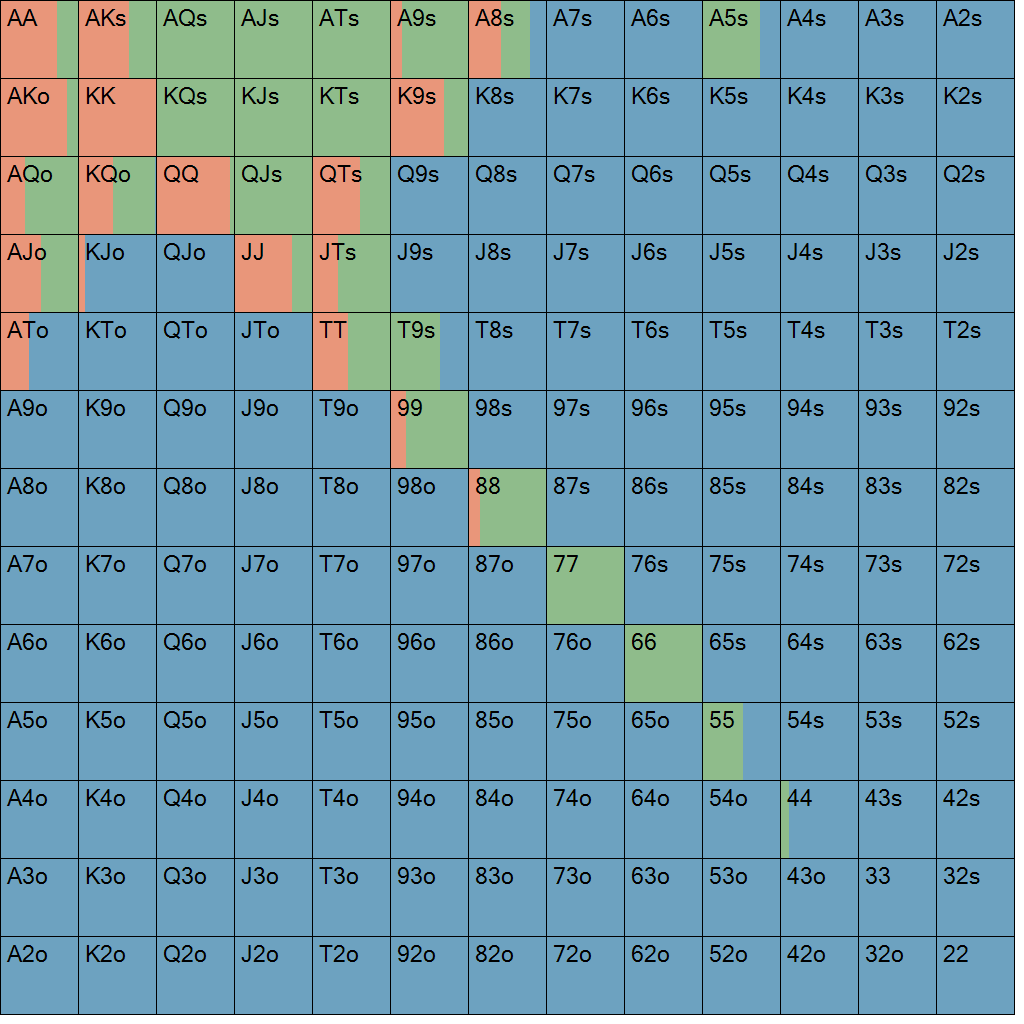 AA AKs AQs AJs ATs A9s A8s A7s A6s A5s A4s A3s A2s
AKo KK KQs KJs KTs K9s K8s K7s K6s K5s K4s K3s K2s
AQo KQo QQ QJs QTs Q9s Q8s Q7s Q6s Q5s Q4s Q3s Q2s
AJo KJo QJo JJ JTs J9s J8s J7s J6s J5s J4s J3s J2s
ATo KTo QTo JTo TT T9s T8s T7s T6s T5s T4s T3s T2s
A9o K9o Q9o J9o T9o 99 98s 97s 96s 95s 94s 93s 92s
A8o K8o Q8o J8o T8o 98o 88 87s 86s 85s 84s 83s 82s
A7o K7o Q7o J7o T7o 97o 87o 77 76s 75s 74s 73s 72s
A6o K6o Q6o J6o T6o 96o 86o 76o 66 65s 64s 63s 62s
A5o K5o Q5o J5o T5o 95o 85o 75o 65o 55 54s 53s 52s
A4o K4o Q4o J4o T4o 94o 84o 74o 64o 54o 44 43s 42s
A3o K3o Q3o J3o T3o 93o 83o 73o 63o 53o 43o 33 32s
A2o K2o Q2o J2o T2o 92o 82o 72o 62o 52o 42o 32o 22